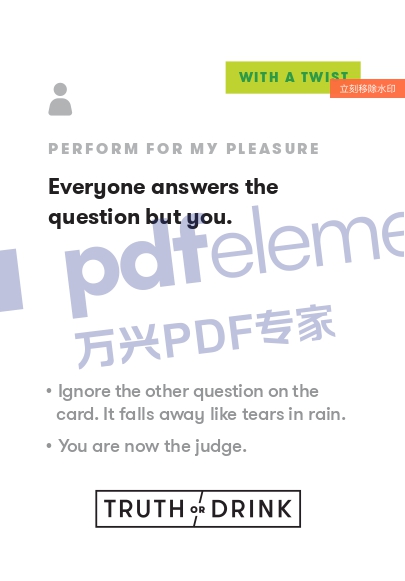 WITH A TWIST
立刻移除水印
PERFORM FOR MY PLEASURE
Everyone answers the
question but you.
pdfeleme
万兴PDF专家
• Ignore the other question on the
card. It falls away like tears in rain.
• You are now the judge.
TRUTH OR DRINK